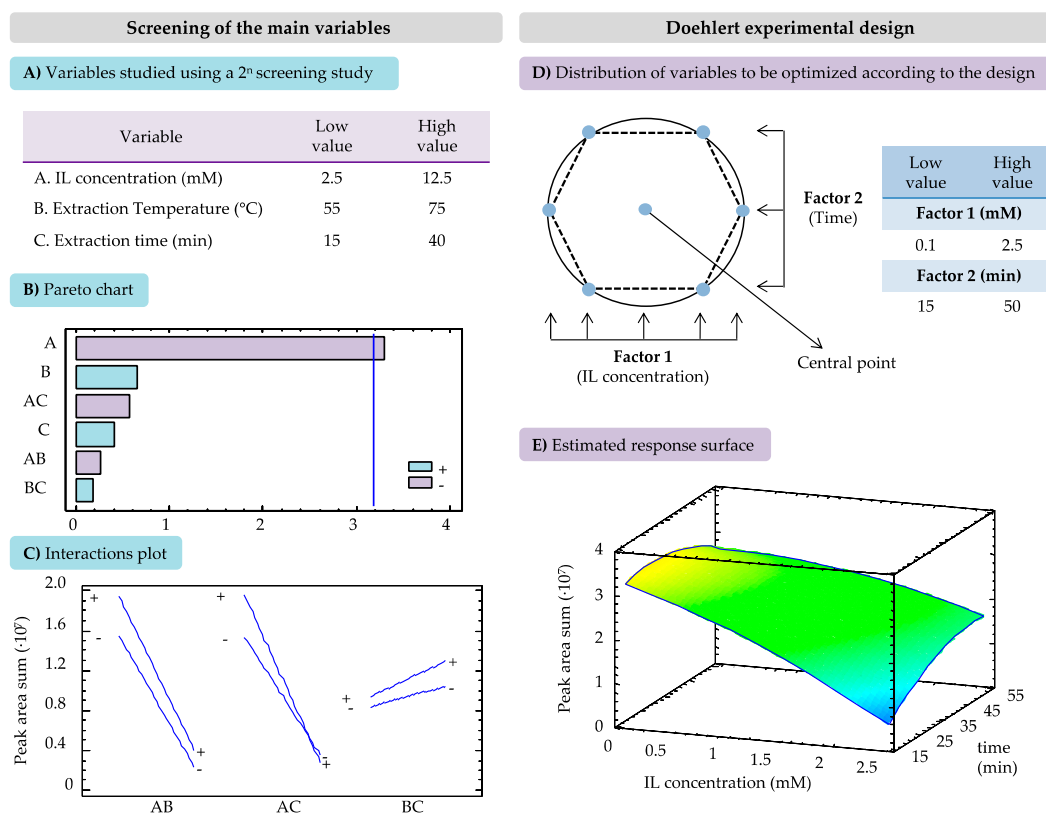 Screening of the main variables
A) Variables studied using a 2ⁿ screening study
Variable
Low value
High value
A. IL concentration (mM) 2.5 12.5
B. Extraction Temperature (°C) 55 75
C. Extraction time (min) 15 40
B) Pareto chart
A
B
AC
C
AB
BC
+
-
0 1 2 3 4
C) Interactions plot
Peak area sum (·10⁷)
2.0
1.6
1.2
0.8
0.4
0
+ + 
- - + -
+ -
+ -
- +
AB AC BC
Doehlert experimental design
D) Distribution of variables to be optimized according to the design
Factor 2
(Time)
Factor 1
(IL concentration)
Central point
Low value
High value
Factor 1 (mM)
0.1 2.5
Factor 2 (min)
15 50
E) Estimated response surface
Peak area sum (·10⁷)
4
3
2
1
0
0 0.5 1 1.5 2 2.5
IL concentration (mM)
15 25 35 45 55
time
(min)